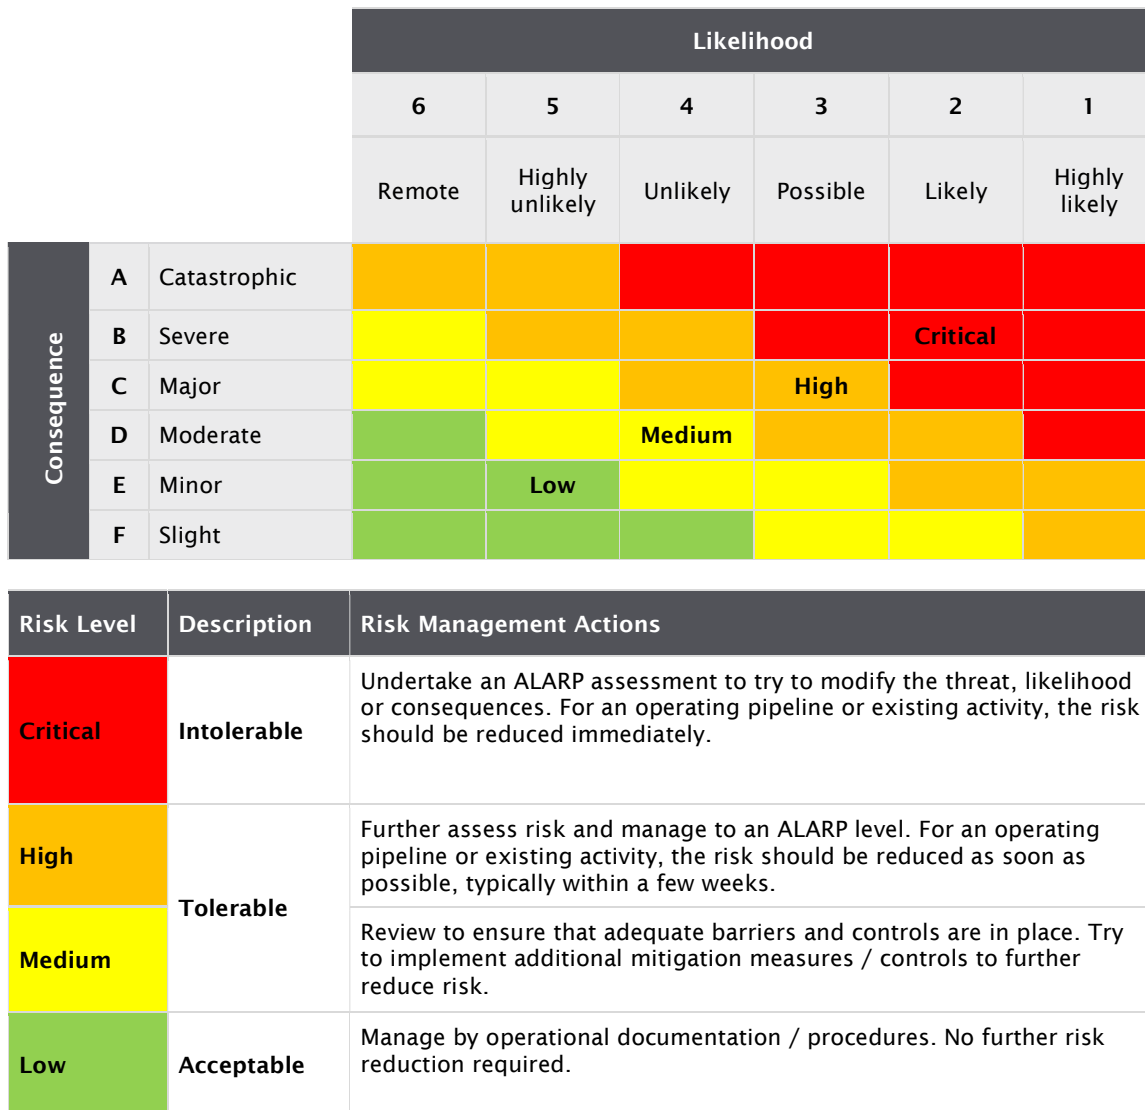 Likelihood
6 5 4 3 2 1
Remote Highly unlikely Unlikely Possible Likely Highly likely
Consequence
A Catastrophic
B Severe Critical
C Major High
D Moderate Medium
E Minor Low
F Slight
Risk Level Description Risk Management Actions
Critical
Intolerable
Undertake an ALARP assessment to try to modify the threat, likelihood
or consequences. For an operating pipeline or existing activity, the risk
should be reduced immediately.
High
Tolerable
Further assess risk and manage to an ALARP level. For an operating
pipeline or existing activity, the risk should be reduced as soon as
possible, typically within a few weeks.
Medium
Review to ensure that adequate barriers and controls are in place. Try
to implement additional mitigation measures / controls to further
reduce risk.
Low
Acceptable
Manage by operational documentation / procedures. No further risk
reduction required.